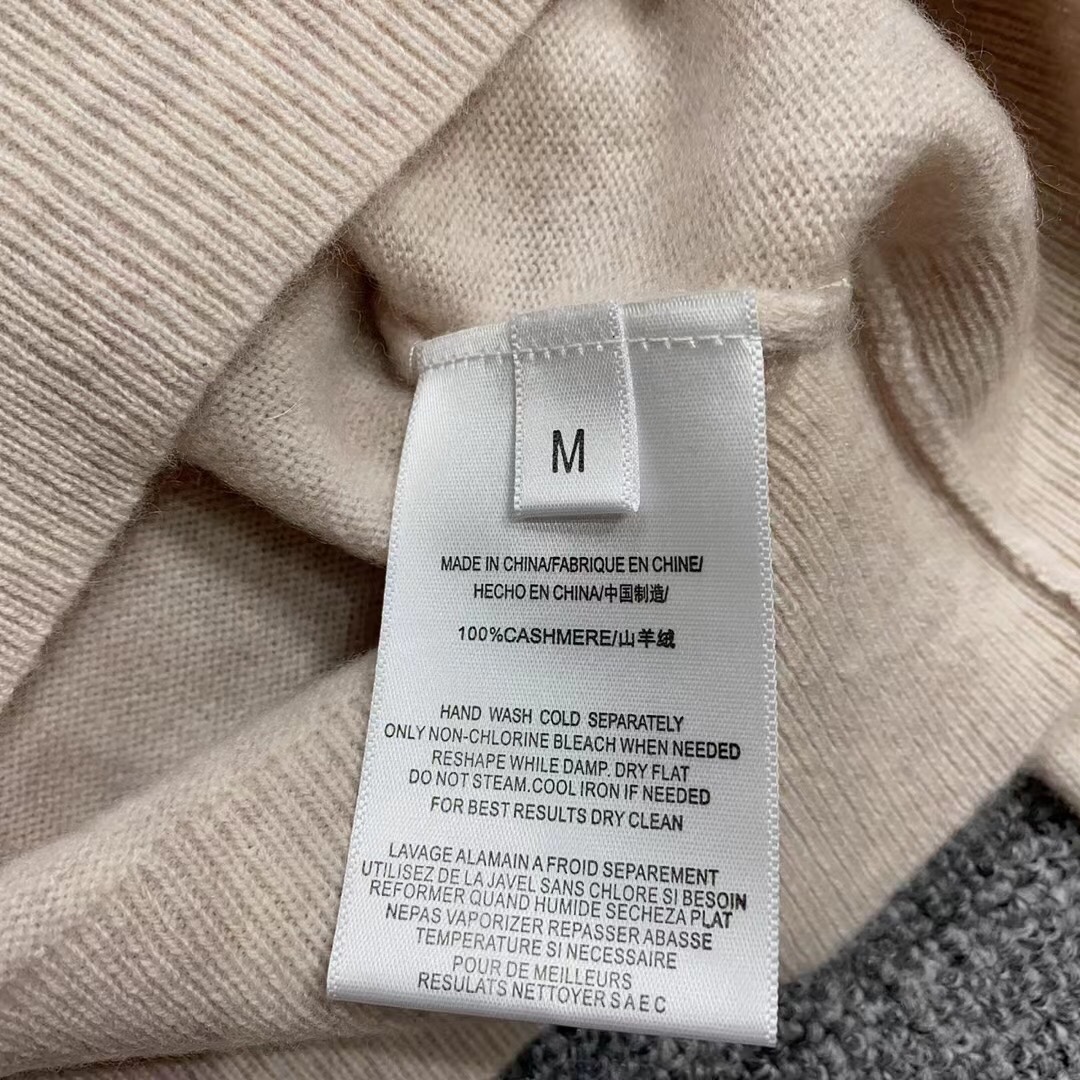 M
MADE IN CHINA/FABRIQUE EN CHINE/
HECHO EN CHINA/中国制造/
100%CASHMERE/山羊绒
HAND WASH COLD SEPARATELY
ONLY NON-CHLORINE BLEACH WHEN NEEDED
RESHAPE WHILE DAMP. DRY FLAT
DO NOT STEAM.COOL IRON IF NEEDED
FOR BEST RESULTS DRY CLEAN
LAVAGE ALAMAIN A FROID SEPAREMENT
UTILISEZ DE LA JAVEL SANS CHLORE SI BESOIN
REFORMER QUAND HUMIDE SECHEZA PLAT
NEPAS VAPORIZER REPASSER ABASSE
TEMPERATURE SI NECESSAIRE
POUR DE MEILLEURS
RESULATS NETTOYER S A E C